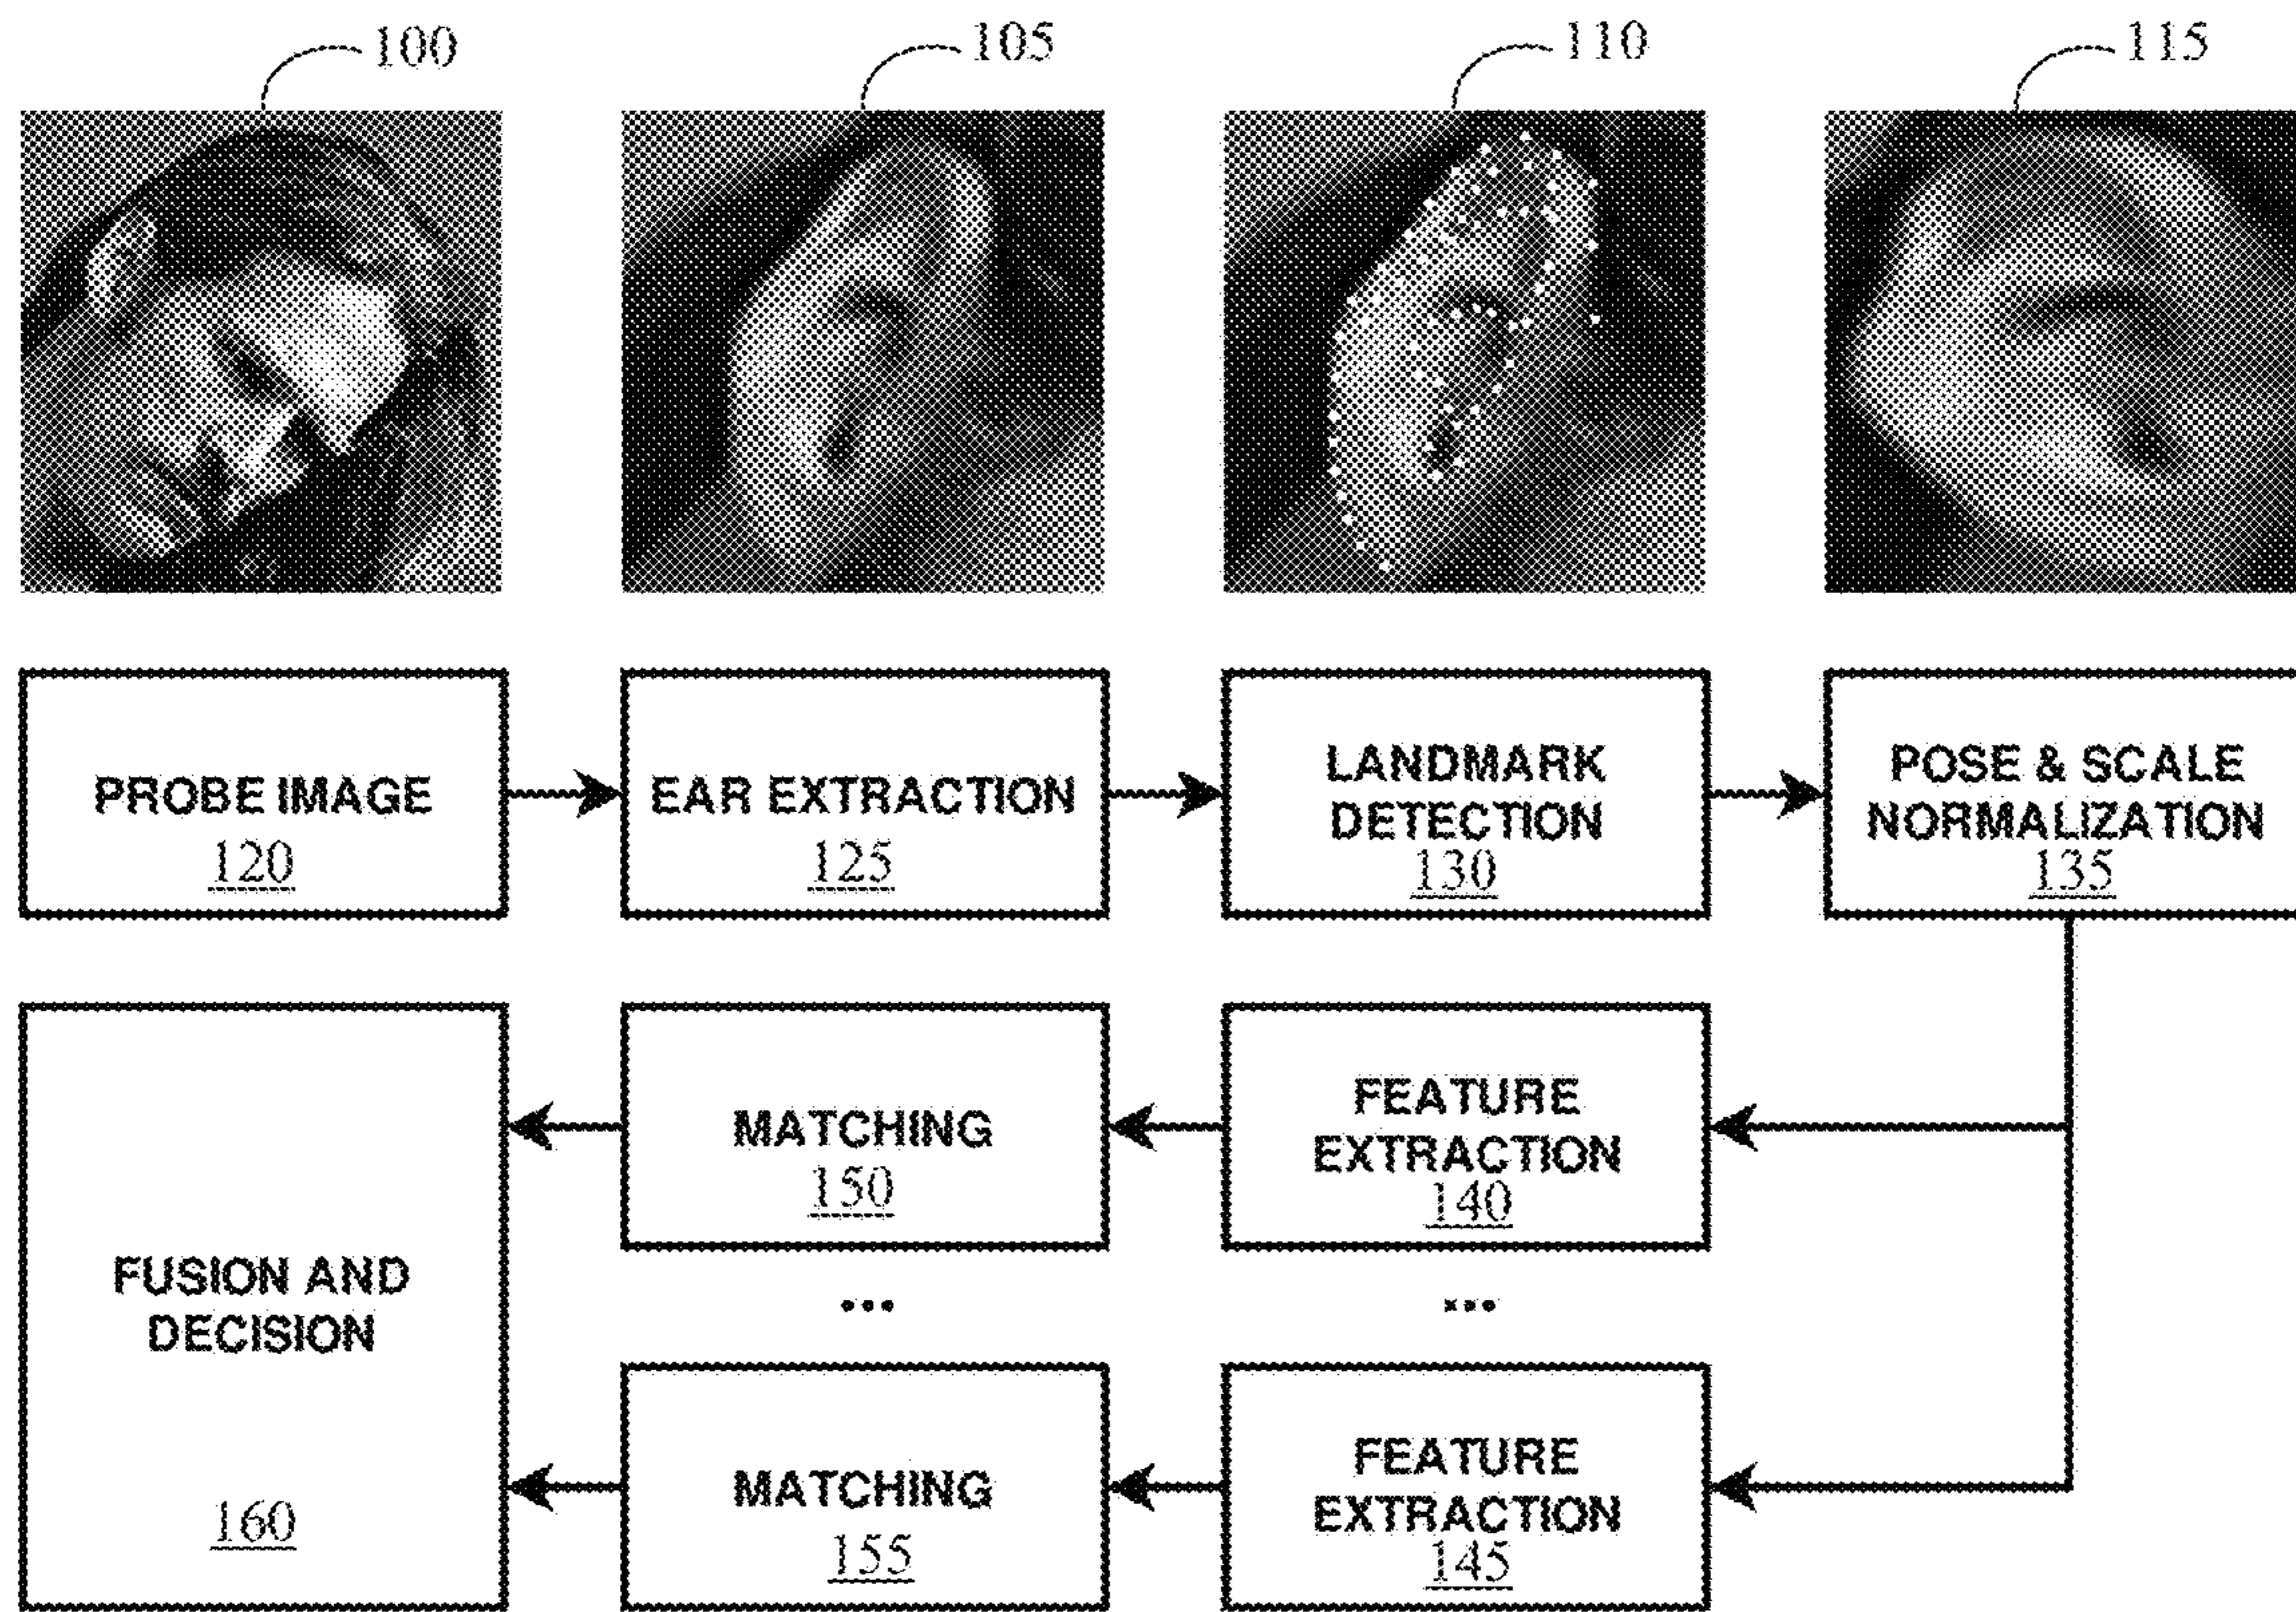 100
105
110
115
PROBE IMAGE
120
EAR EXTRACTION
125
LANDMARK
DETECTION
130
POSE & SCALE
NORMALIZATION
135
FUSION AND
DECISION
160
MATCHING
150
FEATURE
EXTRACTION
140
...
...
MATCHING
155
FEATURE
EXTRACTION
145